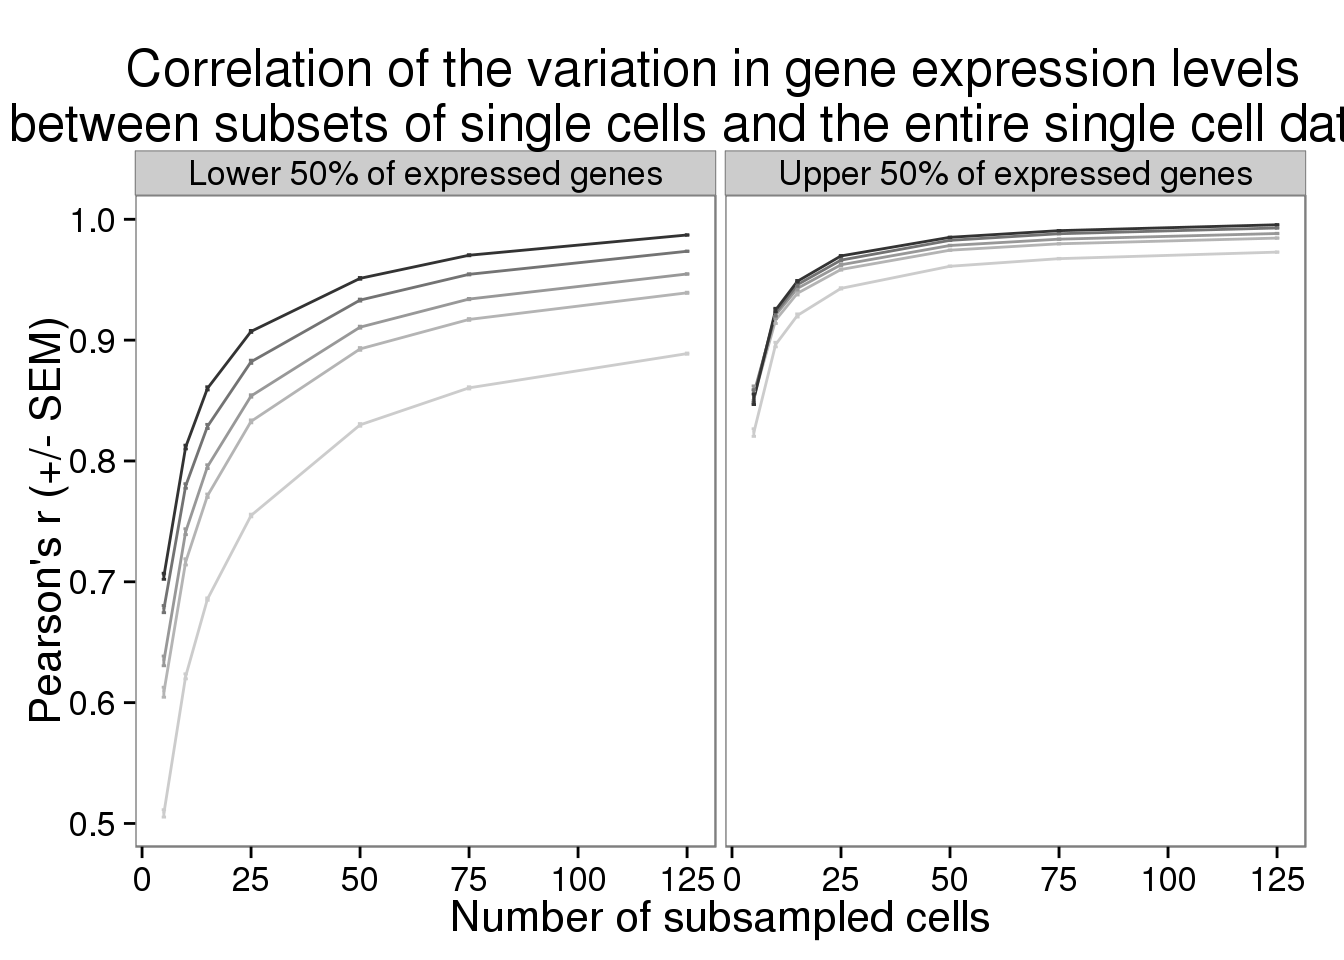 Correlation of the variation in gene expression levels
between subsets of single cells and the entire single cell dat
Lower 50% of expressed genes
Upper 50% of expressed genes
Pearson's r (+/- SEM)
1.0
0.9
0.8
0.7
0.6
0.5
0 25 50 75 100 125
0 25 50 75 100 125
Number of subsampled cells